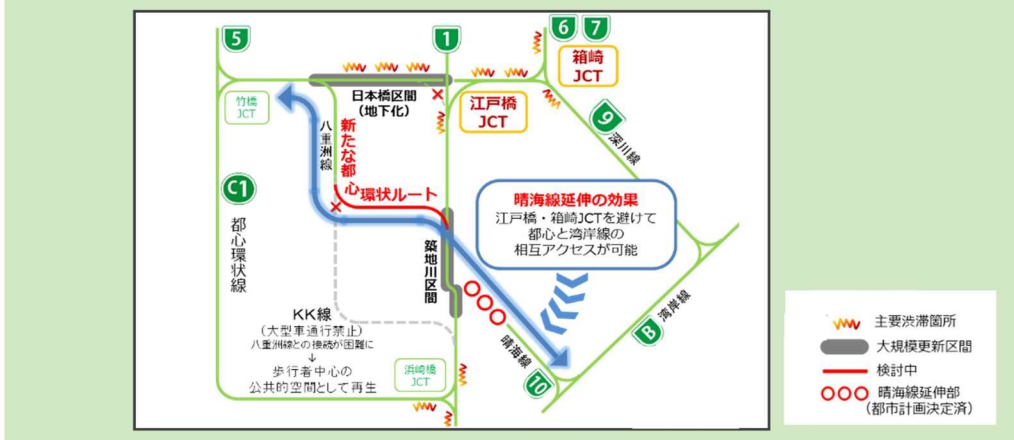 5
1
6
7
箱崎
JCT
竹橋
JCT
日本橋区間
(地下化)
江戸橋
JCT
9
深川線
八重洲線
新たな都心環状ルート
C1
都心環状線
晴海線延伸の効果
江戸橋・箱崎JCTを避けて
都心と湾岸線の
相互アクセスが可能
築地川区間
KK線
(大型車通行禁止)
八重洲線との接続が困難に
↓
歩行者中心の
公共的空間として再生
浜崎橋
JCT
晴海線
10
B
湾岸線
主要渋滞箇所
大規模更新区間
検討中
晴海線延伸部
(都市計画決定済)